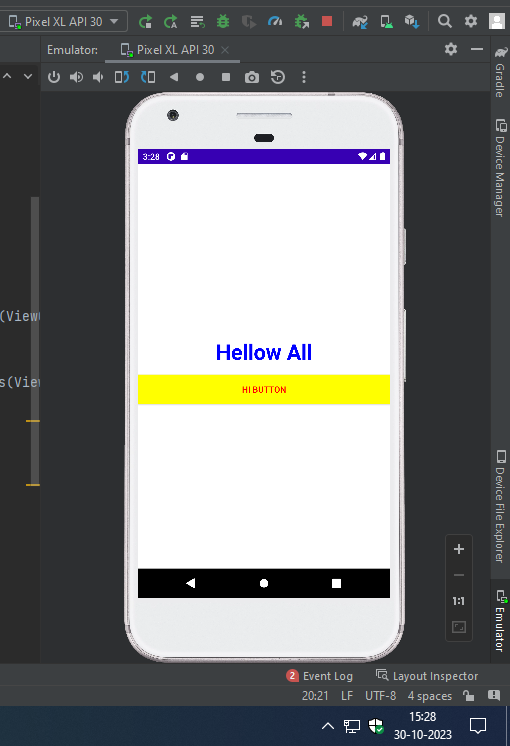 Pixel XL API 30
Emulator:
Pixel XL API 30
Gradle
Device Manager
3:28
(View
s(View
Hellow All
HI BUTTON
Device File Explorer
1:1
Emulator
2 Event Log
Layout Inspector
20:21 LF UTF-8 4 spaces
15:28
30-10-2023